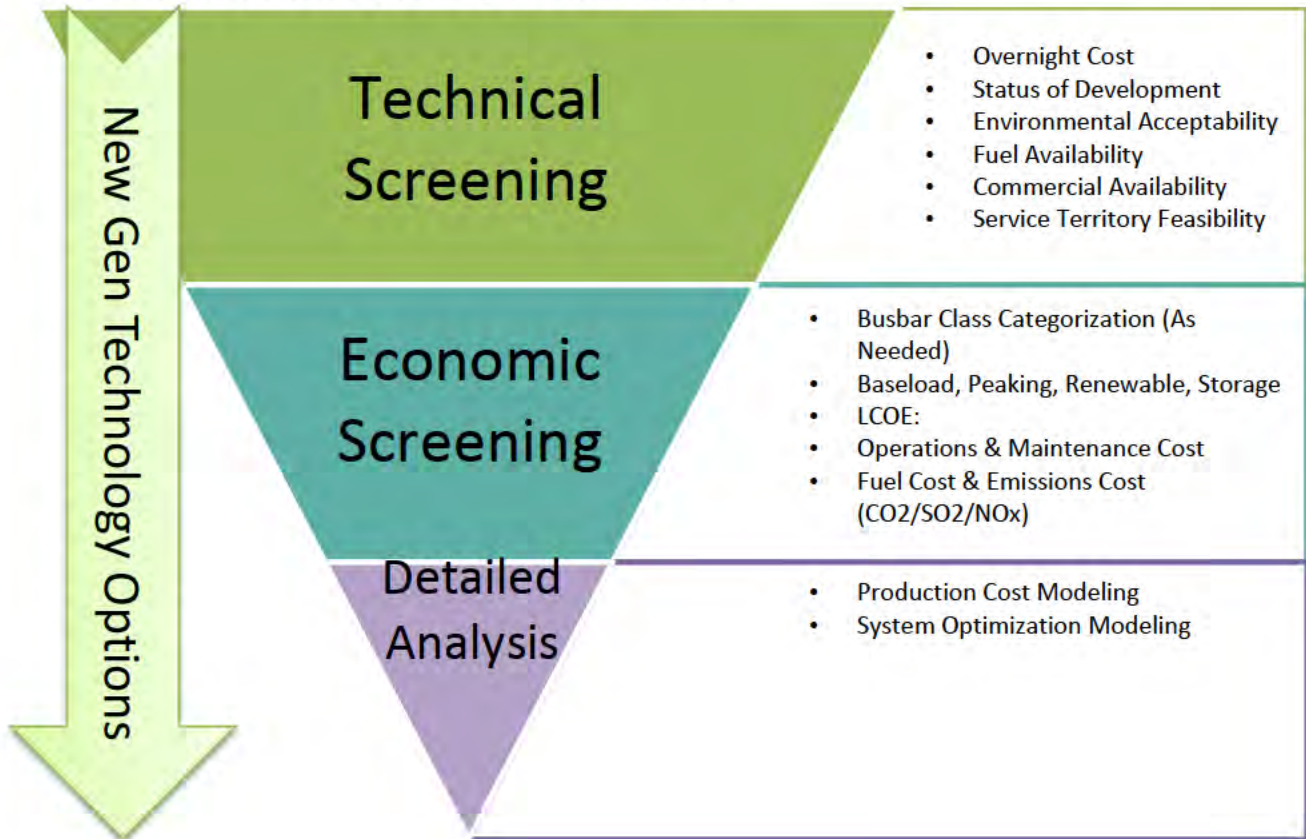 New Gen Technology Options
Technical
Screening
• Overnight Cost
• Status of Development
• Environmental Acceptability
• Fuel Availability
• Commercial Availability
• Service Territory Feasibility
Economic
Screening
• Busbar Class Categorization (As
Needed)
• Baseload, Peaking, Renewable, Storage
• LCOE:
• Operations & Maintenance Cost
• Fuel Cost & Emissions Cost
(CO2/SO2/NOx)
Detailed
Analysis
• Production Cost Modeling
• System Optimization Modeling